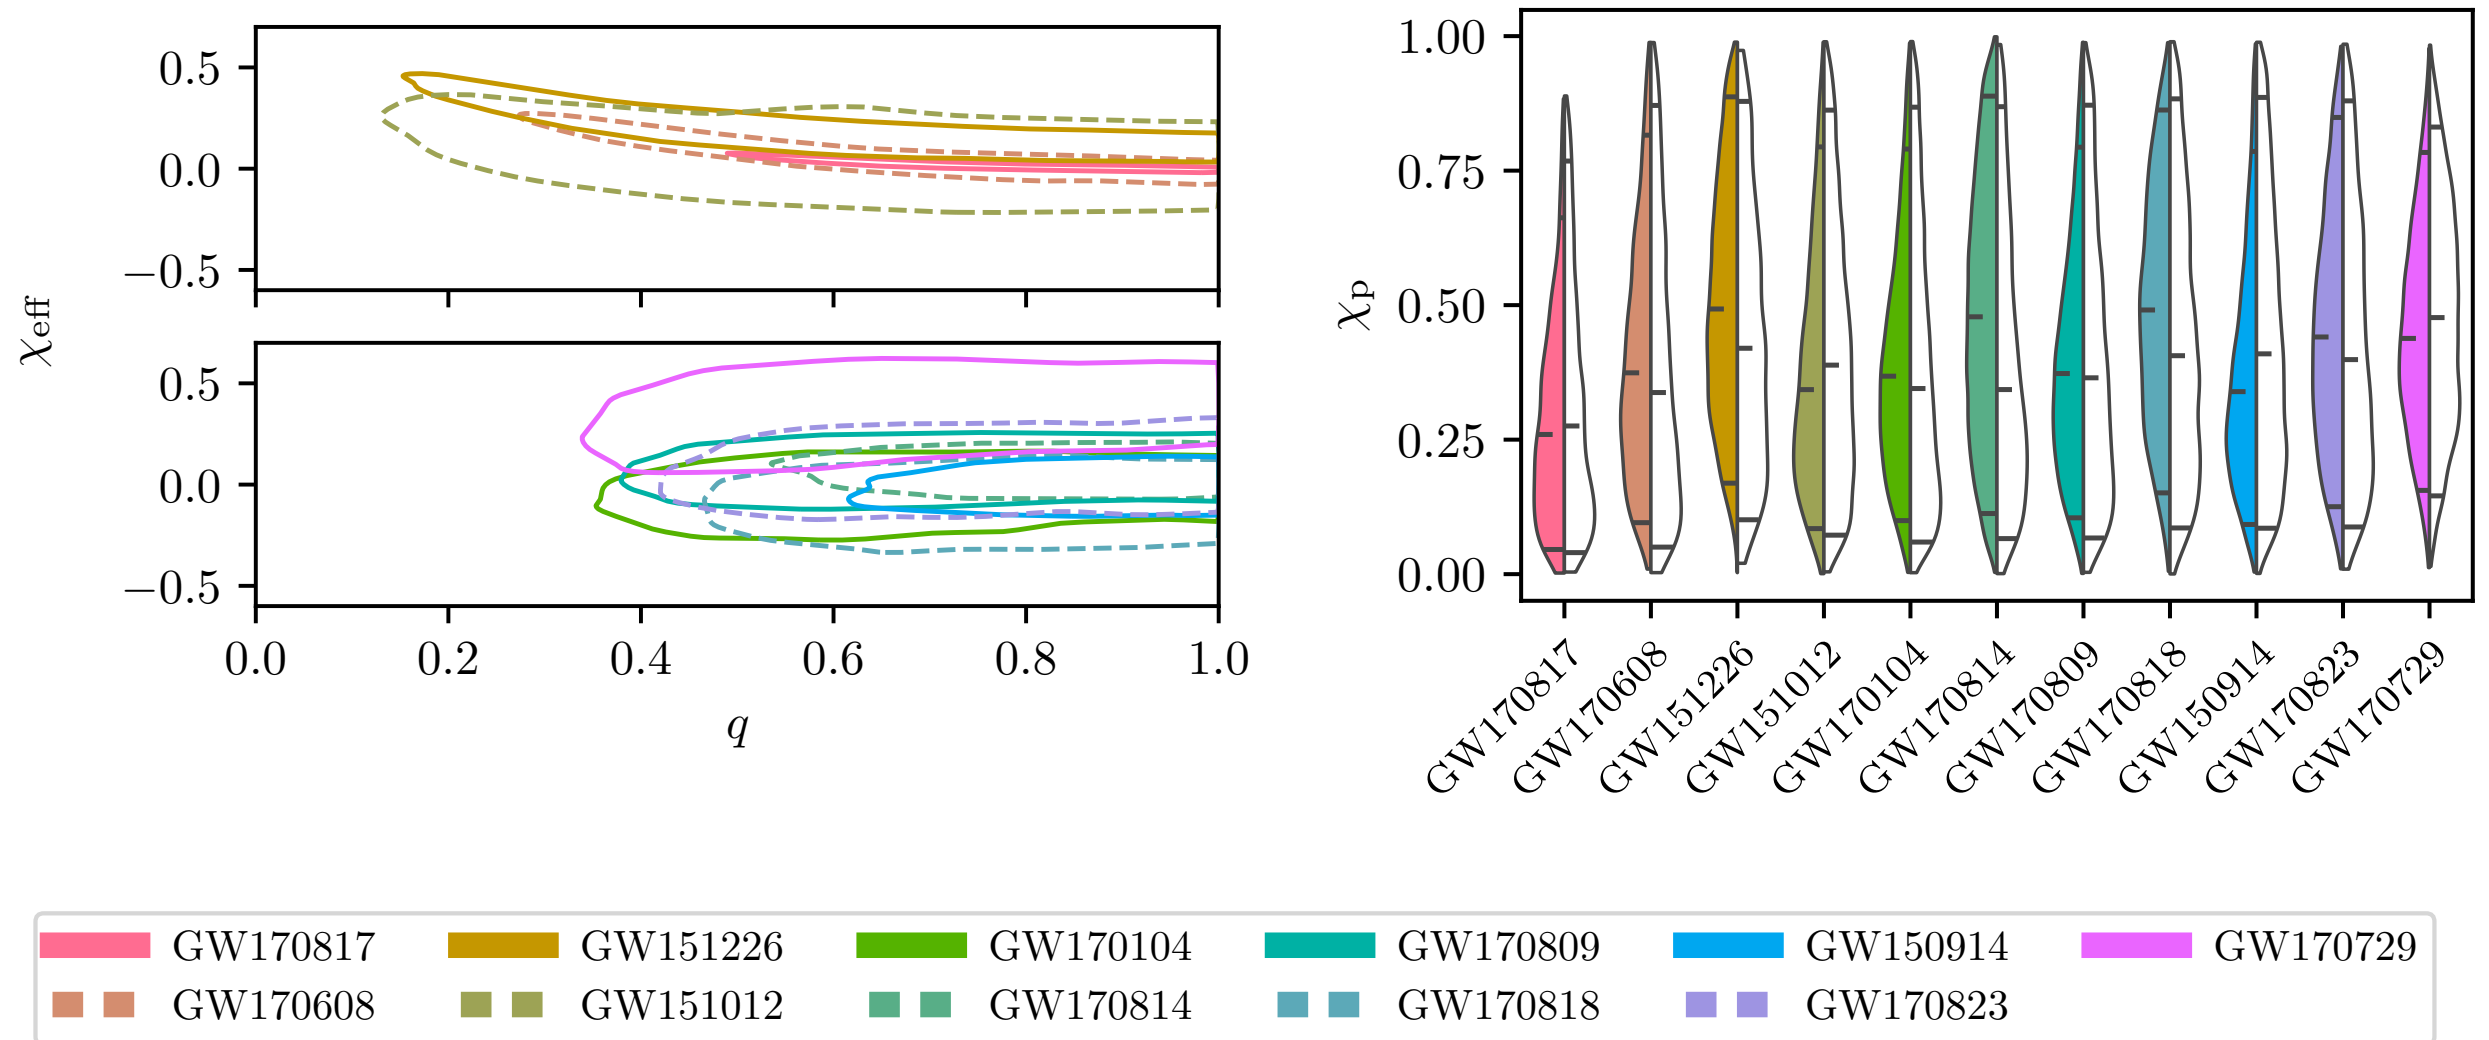 χeff
0.5
0.0
−0.5
0.5
0.0
−0.5
0.0 0.2 0.4 0.6 0.8 1.0
q
χp
1.00
0.75
0.50
0.25
0.00
GW170817
GW170608
GW151226
GW151012
GW170104
GW170814
GW170809
GW170818
GW150914
GW170823
GW170729
GW170817 GW151226 GW170104 GW170809 GW150914 GW170729
GW170608 GW151012 GW170814 GW170818 GW170823